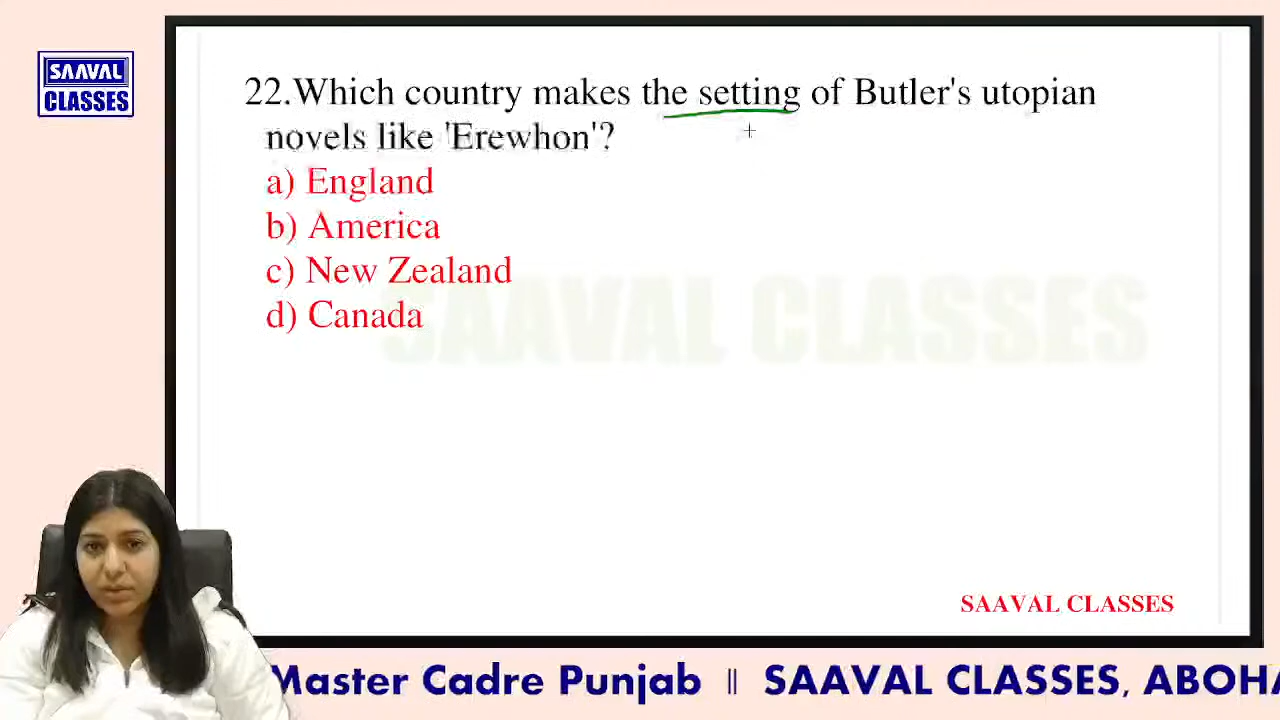 SAAVAL
CLASSES
22.Which country makes the setting of Butler's utopian
novels like 'Erewhon'?
a) England
b) America
c) New Zealand
d) Canada
SAAVAL CLASSES
SAAVAL CLASSES
Master Cadre Punjab || SAAVAL CLASSES, ABOHA